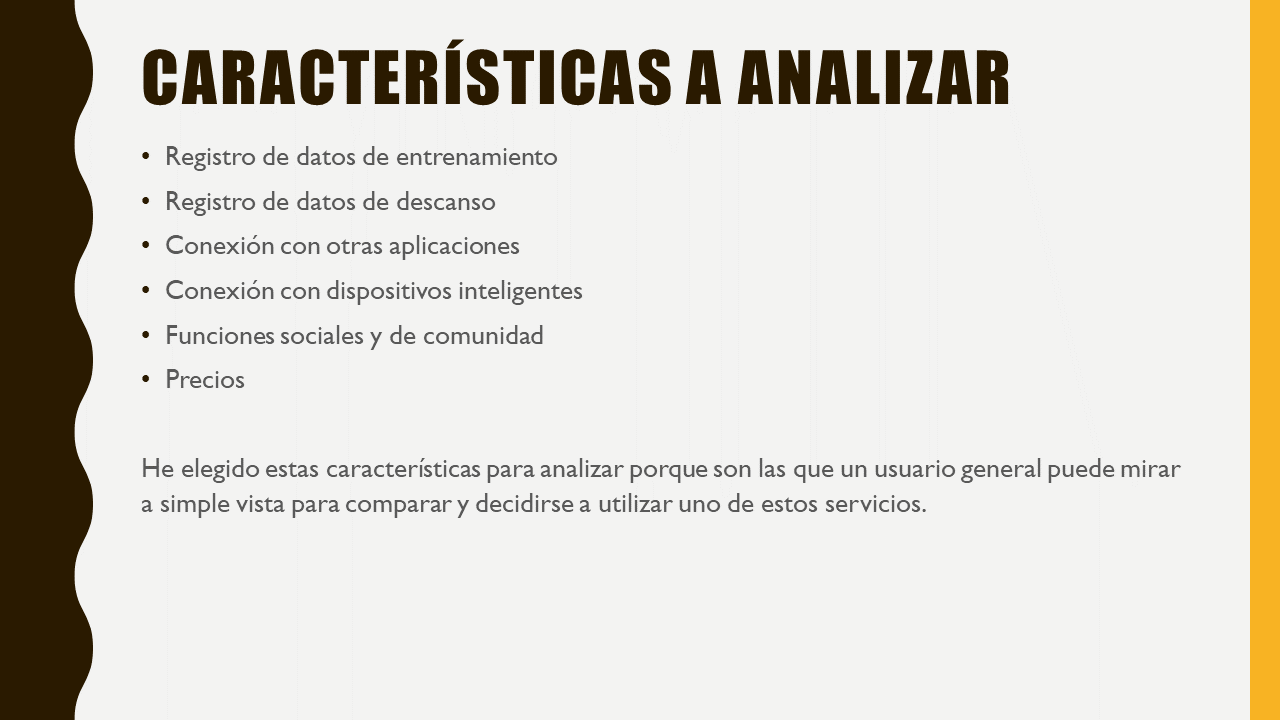 CARACTERÍSTICAS A ANALIZAR
• Registro de datos de entrenamiento
• Registro de datos de descanso
• Conexión con otras aplicaciones
• Conexión con dispositivos inteligentes
• Funciones sociales y de comunidad
• Precios
He elegido estas características para analizar porque son las que un usuario general puede mirar
a simple vista para comparar y decidirse a utilizar uno de estos servicios.